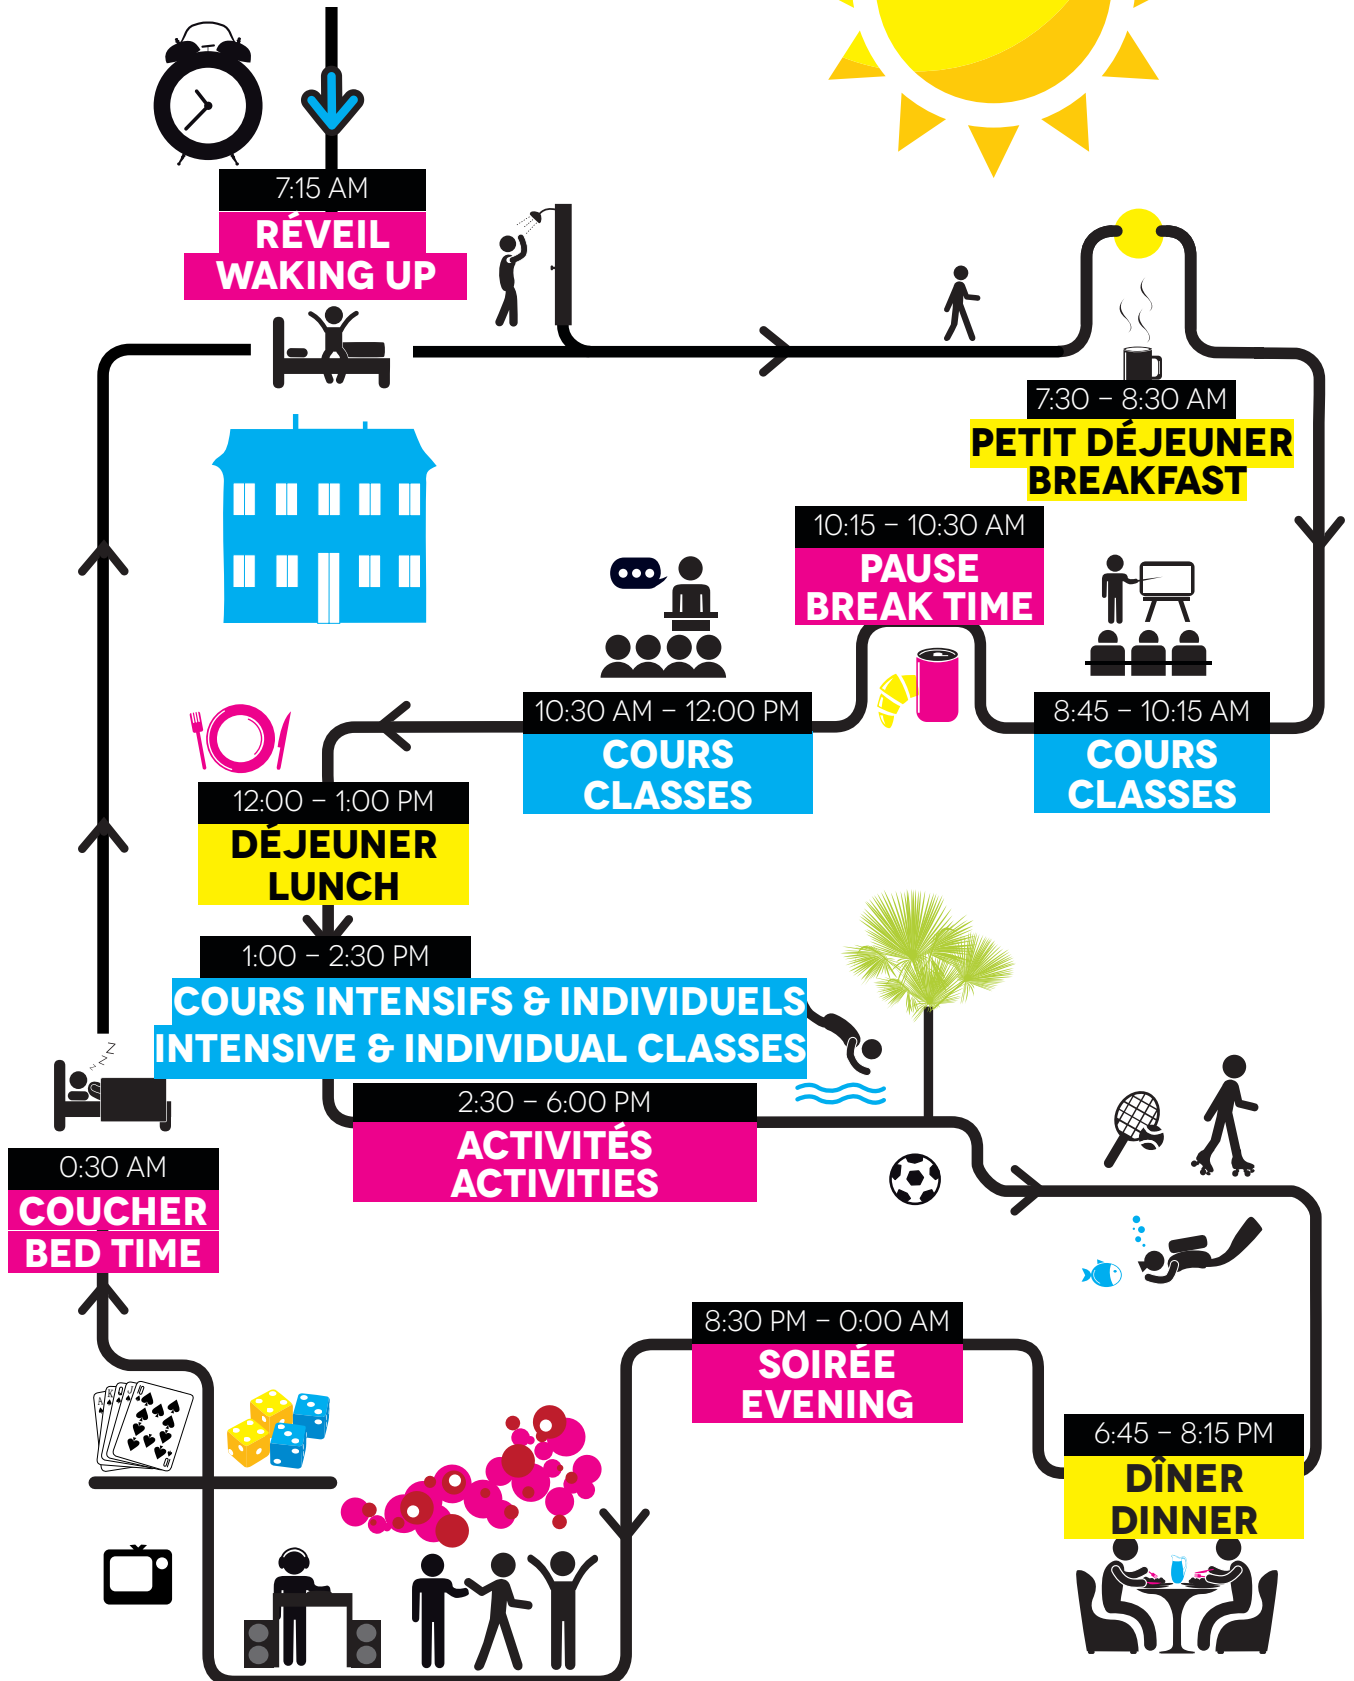 7:15 AM
RÉVEIL
WAKING UP
7:30 – 8:30 AM
PETIT DÉJEUNER
BREAKFAST
8:45 – 10:15 AM
COURS
CLASSES
10:15 – 10:30 AM
PAUSE
BREAK TIME
10:30 AM – 12:00 PM
COURS
CLASSES
12:00 – 1:00 PM
DÉJEUNER
LUNCH
1:00 – 2:30 PM
COURS INTENSIFS & INDIVIDUELS
INTENSIVE & INDIVIDUAL CLASSES
2:30 – 6:00 PM
ACTIVITÉS
ACTIVITIES
6:45 – 8:15 PM
DÎNER
DINNER
8:30 PM – 0:00 AM
SOIRÉE
EVENING
A K Q J 10
10
0:30 AM
COUCHER
BED TIME
z z z Z